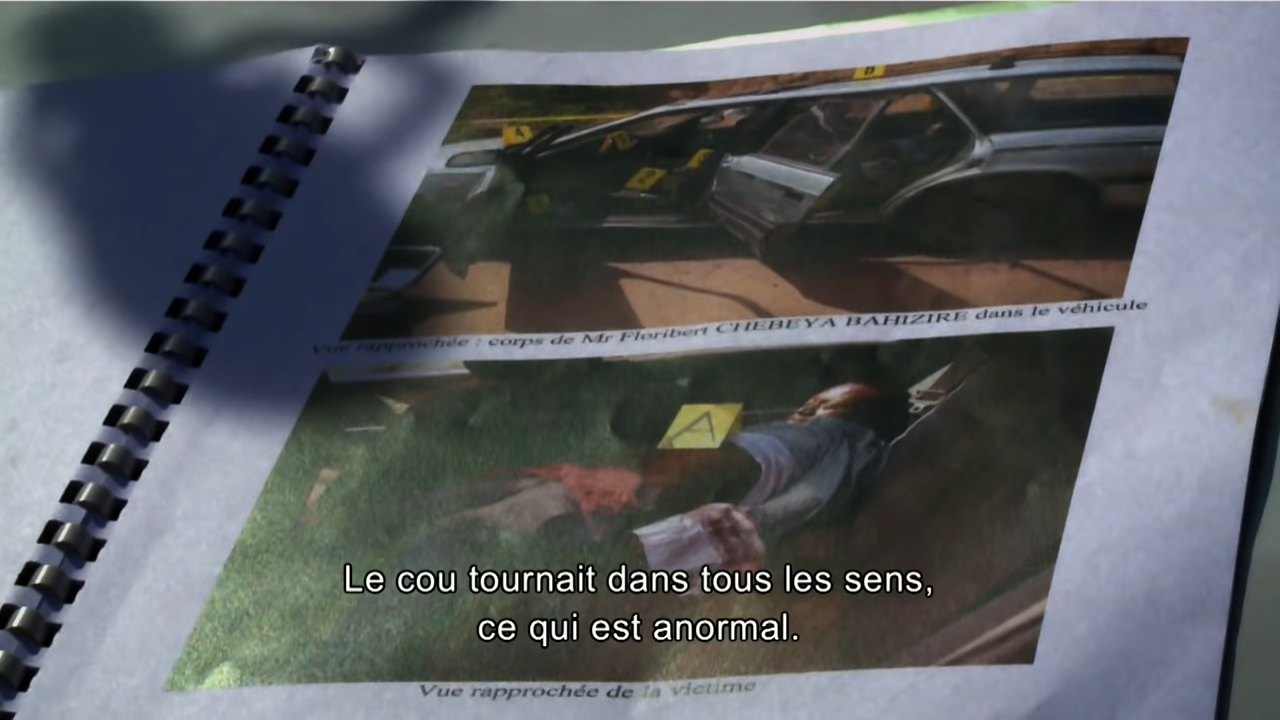 A
B
Vue rapprochée : corps de Mr Floribert CHEBEYA BAHIZIRE dans le véhicule
A
Le cou tournait dans tous les sens,
ce qui est anormal.
Vue rapprochée de la victime